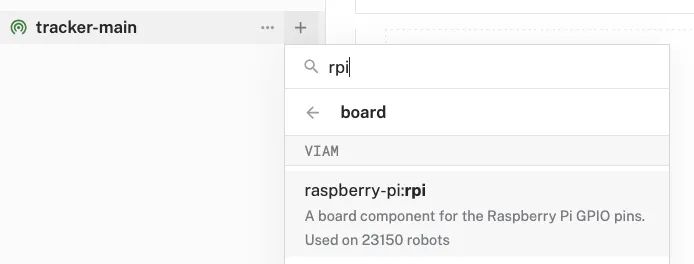 tracker-main
rpi
board
VIAM
raspberry-pi:rpi
A board component for the Raspberry Pi GPIO pins.
Used on 23150 robots